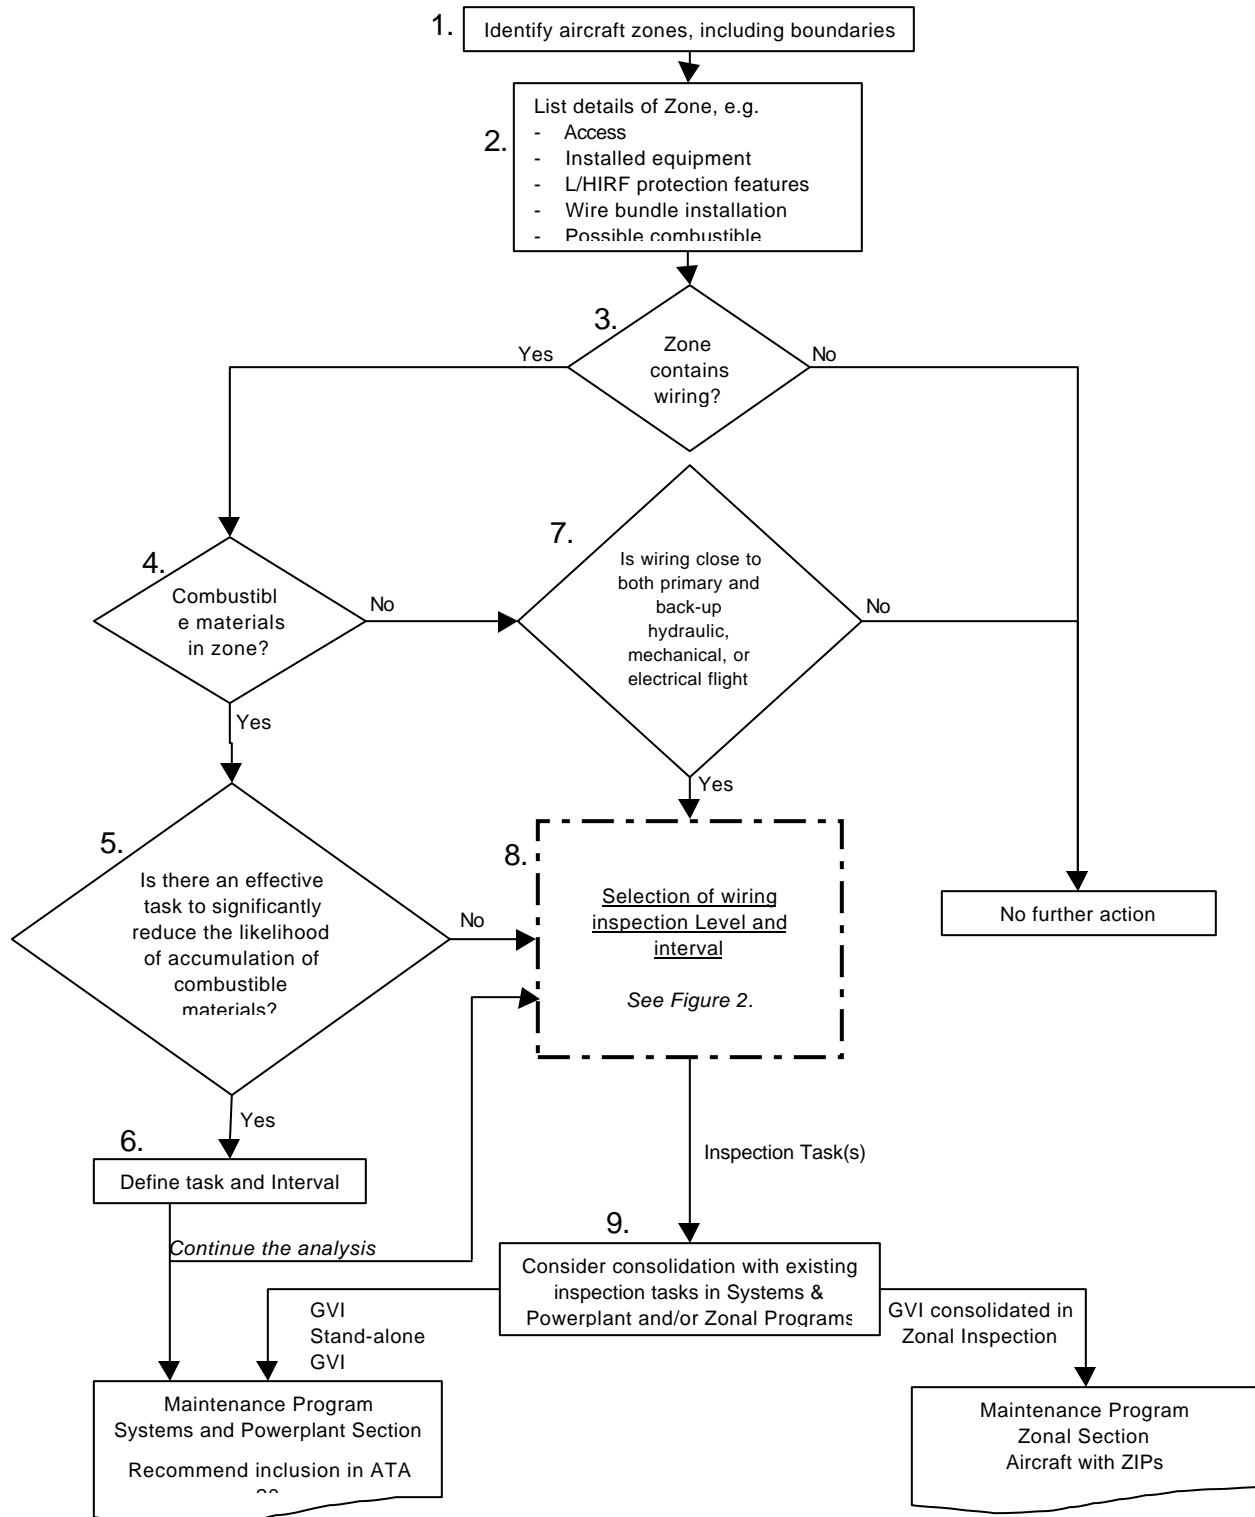 1.
Identify aircraft zones, including boundaries
2.
List details of Zone, e.g.
- Access
- Installed equipment
- L/HIRF protection features
- Wire bundle installation
- Possible combustible
3.
Zone
contains
wiring?
Yes
No
4.
Combustibl
e materials
in zone?
No
Yes
7.
Is wiring close to
both primary and
back-up
hydraulic,
mechanical, or
electrical flight
No
Yes
5.
Is there an effective
task to significantly
reduce the likelihood
of accumulation of
combustible
materials?
No
Yes
8.
Selection of wiring
inspection Level and
interval
See Figure 2.
No further action
6.
Define task and Interval
Continue the analysis
Inspection Task(s)
9.
Consider consolidation with existing
inspection tasks in Systems &
Powerplant and/or Zonal Programs
GVI
Stand-alone
GVI
GVI consolidated in
Zonal Inspection
Maintenance Program
Systems and Powerplant Section
Recommend inclusion in ATA
Maintenance Program
Zonal Section
Aircraft with ZIPs